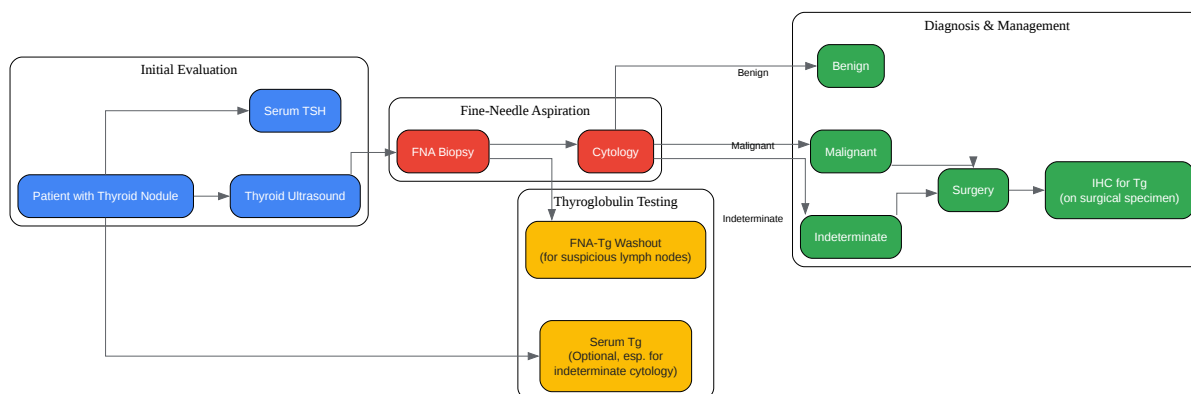 Initial Evaluation
Serum TSH
Patient with Thyroid Nodule
Thyroid Ultrasound
Fine-Needle Aspiration
FNA Biopsy
Cytology
Thyroglobulin Testing
FNA-Tg Washout
(for suspicious lymph nodes)
Serum Tg
(Optional, esp. for
indeterminate cytology)
Benign
Malignant
Indeterminate
Diagnosis & Management
Benign
Malignant
Indeterminate
Surgery
IHC for Tg
(on surgical specimen)